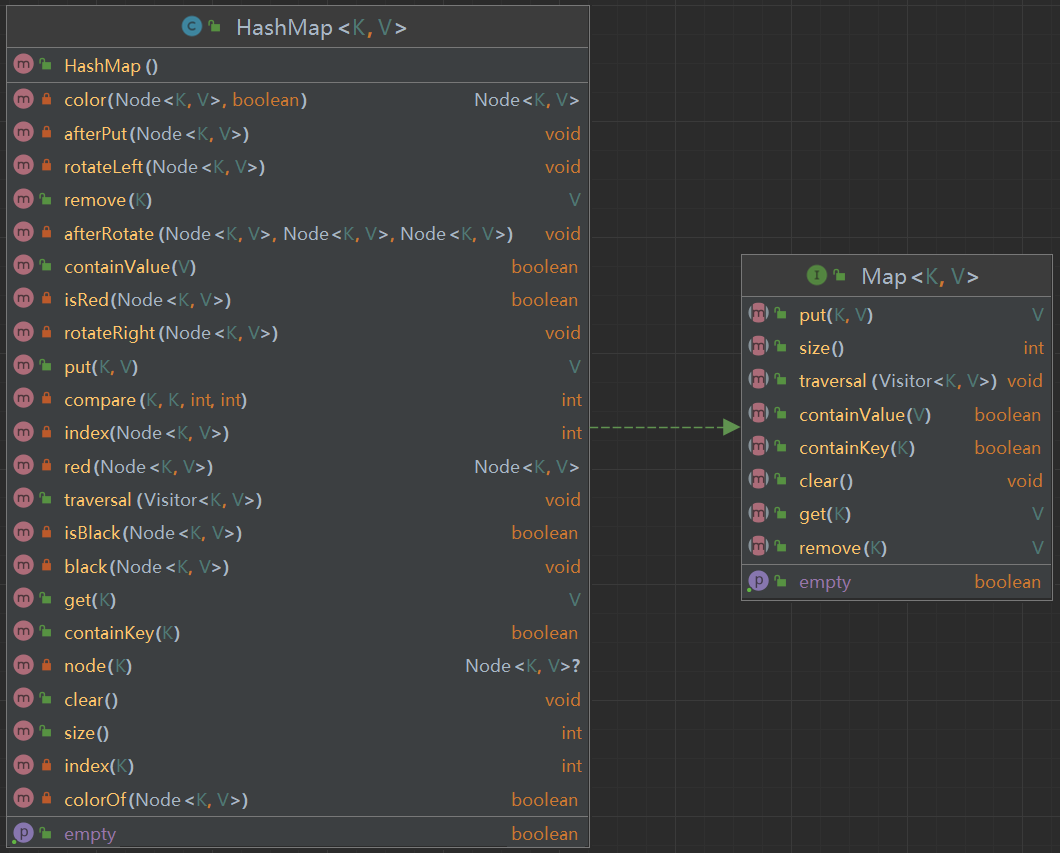 HashMap<K, V>
HashMap()
color(Node<K, V>, boolean) Node<K, V>
afterPut(Node<K, V>) void
rotateLeft(Node<K, V>) void
remove(K) V
afterRotate(Node<K, V>, Node<K, V>, Node<K, V>) void
containValue(V) boolean
isRed(Node<K, V>) boolean
rotateRight(Node<K, V>) void
put(K, V) V
compare(K, K, int, int) int
index(Node<K, V>) int
red(Node<K, V>) Node<K, V>
traversal(Visitor<K, V>) void
isBlack(Node<K, V>) boolean
black(Node<K, V>) void
get(K) V
containKey(K) boolean
node(K) Node<K, V>?
clear() void
size() int
index(K) int
colorOf(Node<K, V>) boolean
empty boolean
Map<K, V>
put(K, V) V
size() int
traversal(Visitor<K, V>) void
containValue(V) boolean
containKey(K) boolean
clear() void
get(K) V
remove(K) V
empty boolean